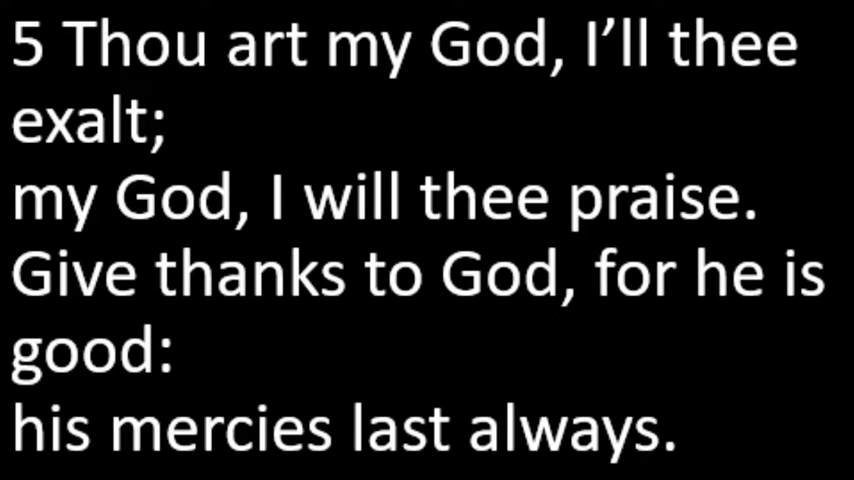 5 Thou art my God, I’ll thee
exalt;
my God, I will thee praise.
Give thanks to God, for he is
good:
his mercies last always.